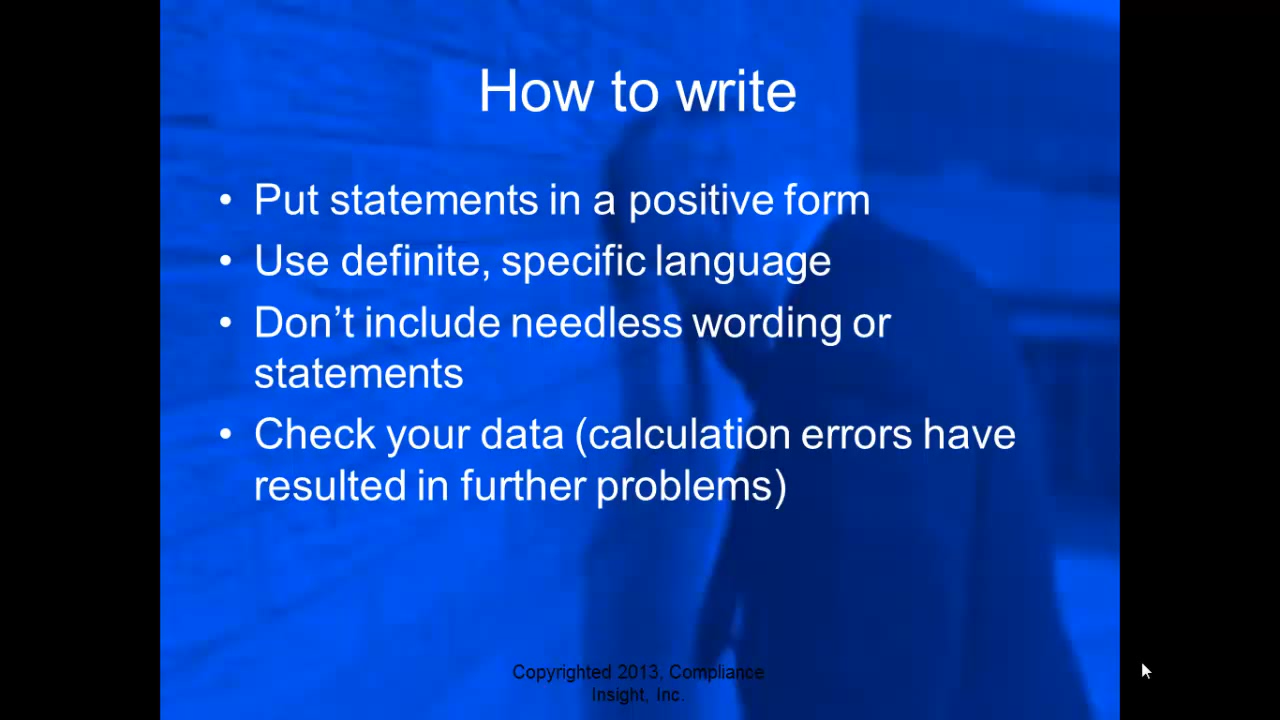 How to write
• Put statements in a positive form
• Use definite, specific language
• Don’t include needless wording or
statements
• Check your data (calculation errors have
resulted in further problems)
Copyrighted 2013, Compliance
Insight, Inc.